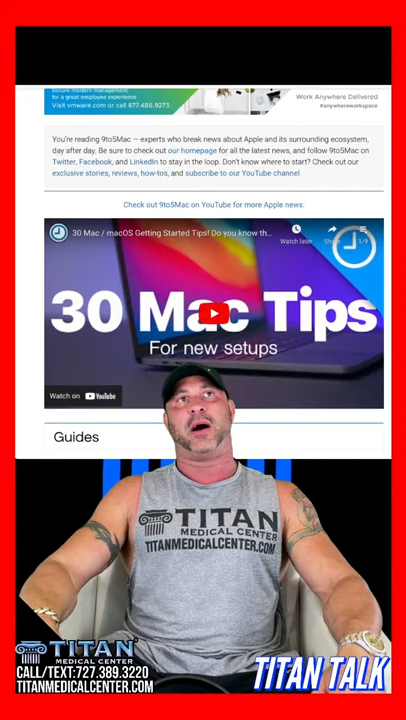 Secure modern management
for a great employee experience
Visit vmware.com or call 877.486.9273
Work Anywhere Delivered
#anywhereworkspace
You're reading 9to5Mac — experts who break news about Apple and its surrounding ecosystem,
day after day. Be sure to check out our homepage for all the latest news, and follow 9to5Mac on
Twitter, Facebook, and LinkedIn to stay in the loop. Don't know where to start? Check out our
exclusive stories, reviews, how-tos, and subscribe to our YouTube channel
Check out 9to5Mac on YouTube for more Apple news:
30 Mac / macOS Getting Started Tips! Do you know th...
Watch later
1/9
30 Mac Tips
For new setups
Watch on YouTube
Guides
TITAN
MEDICAL CENTER
TITANMEDICALCENTER.COM
TITAN
MEDICAL CENTER
CALL/TEXT:727.389.3220
TITANMEDICALCENTER.COM
TITAN TALK